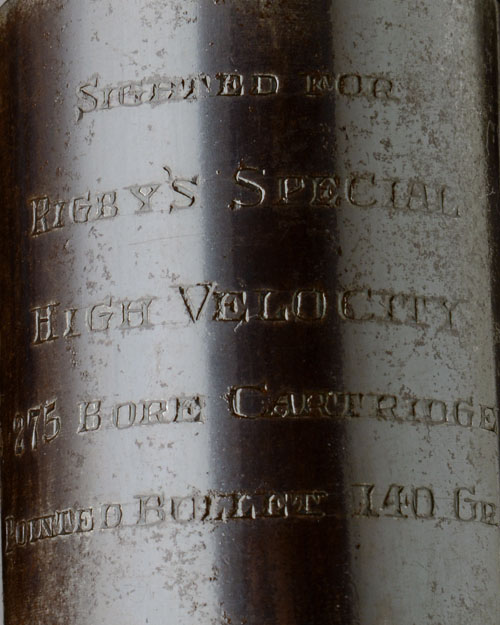 SIGHTED FOR
RIGBY'S SPECIAL
HIGH VELOCITY
275 BORE CARTRIDGE
POINTED BULLET 140 GR